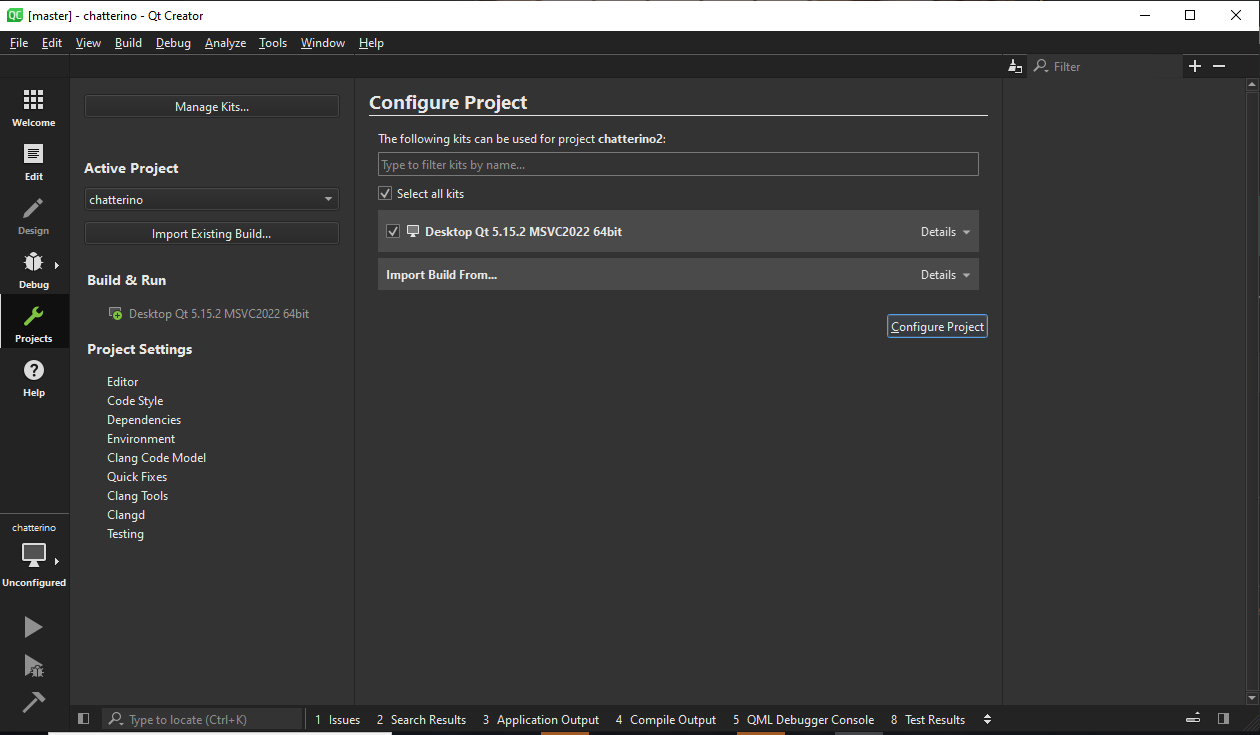 QC [master] - chatterino - Qt Creator
File Edit View Build Debug Analyze Tools Window Help
Filter
Welcome
Edit
Design
Debug
Projects
Help
chatterino
Unconfigured
Manage Kits...
Active Project
chatterino
Import Existing Build...
Build & Run
Desktop Qt 5.15.2 MSVC2022 64bit
Project Settings
Editor
Code Style
Dependencies
Environment
Clang Code Model
Quick Fixes
Clang Tools
Clangd
Testing
Configure Project
The following kits can be used for project chatterino2:
Type to filter kits by name...
Select all kits
Desktop Qt 5.15.2 MSVC2022 64bit Details
Import Build From... Details
Configure Project
Type to locate (Ctrl+K) 1 Issues 2 Search Results 3 Application Output 4 Compile Output 5 QML Debugger Console 8 Test Results